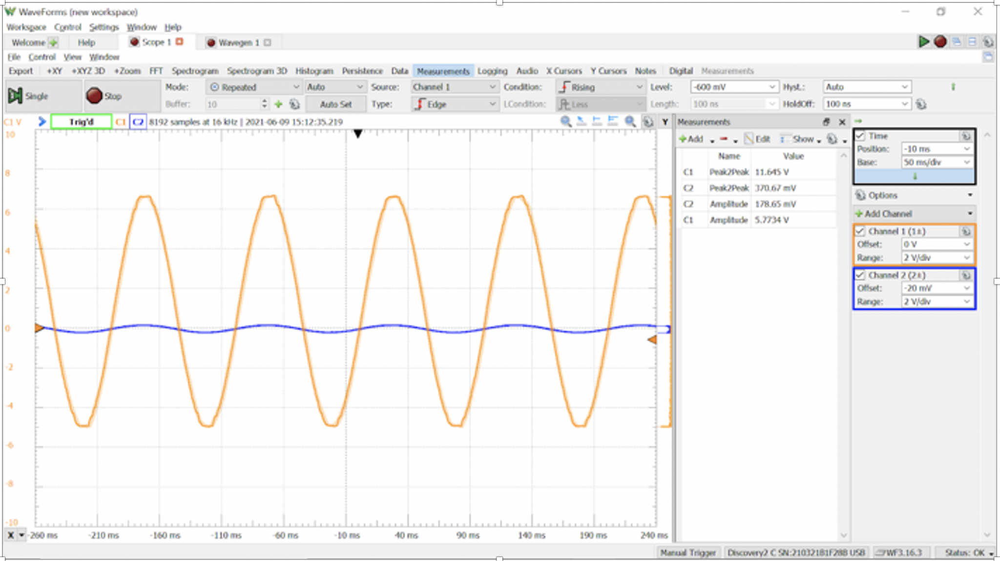 WaveForms (new workspace)
Workspace Control Settings Window Help
Welcome Help Scope 1 Wavegen 1
File Control View Window
Export +XY +XYZ 3D +Zoom FFT Spectrogram Spectrogram 3D Histogram Persistence Data Measurements Logging Audio X Cursors Y Cursors Notes Digital Measurements
Single Stop Mode: Repeated Auto Source: Channel 1 Condition: Rising Level: -600 mV Hyst.: Auto
Buffer: 10 Auto Set Type: Edge LCondition: Less Length: 100 ns HoldOff: 100 ns
C1 V Trig'd C1 C2 8192 samples at 16 kHz | 2021-06-09 15:12:35.219 Y
10
8
6
4
2
0
-2
-4
-6
-8
-10
X -260 ms -210 ms -160 ms -110 ms -60 ms -10 ms 40 ms 90 ms 140 ms 190 ms 240 ms
Measurements
Add Edit Show
Name Value
C1 Peak2Peak 11.645 V
C2 Peak2Peak 370.67 mV
C2 Amplitude 178.65 mV
C1 Amplitude 5.7734 V
Time
Position: -10 ms
Base: 50 ms/div
Options
Add Channel
Channel 1 (1±)
Offset: 0 V
Range: 2 V/div
Channel 2 (2±)
Offset: -20 mV
Range: 2 V/div
Manual Trigger Discovery2 C SN:210321B1F28B USB WF3.16.3 Status: OK